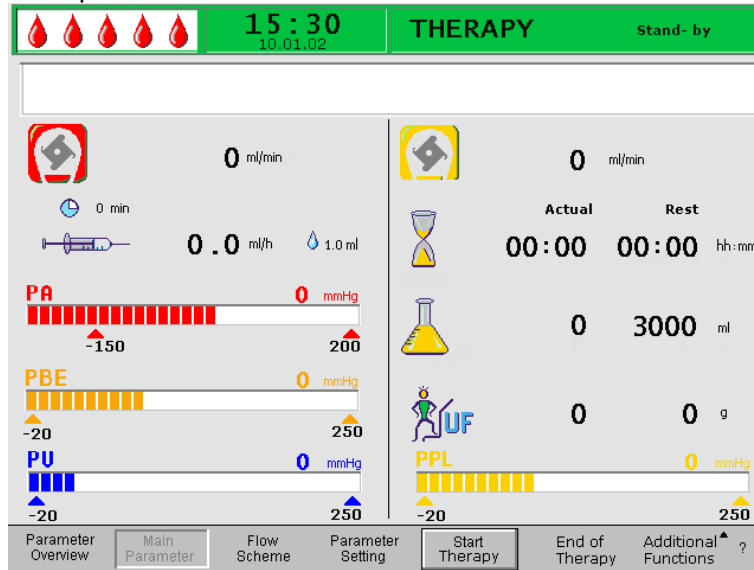 15:30
10.01.02
THERAPY
Stand- by
0 ml/min
0 min
0.0 ml/h
1.0 ml
PA 0 mmHg
-150 200
PBE 0 mmHg
-20 250
PV 0 mmHg
-20 250
0 ml/min
Actual Rest
00:00 00:00 hh:mm
0 3000 ml
UF 0 0 g
PPL 0 mmHg
-20 250
Parameter Overview
Main Parameter
Flow Scheme
Parameter Setting
Start Therapy
End of Therapy
Additional Functions
?